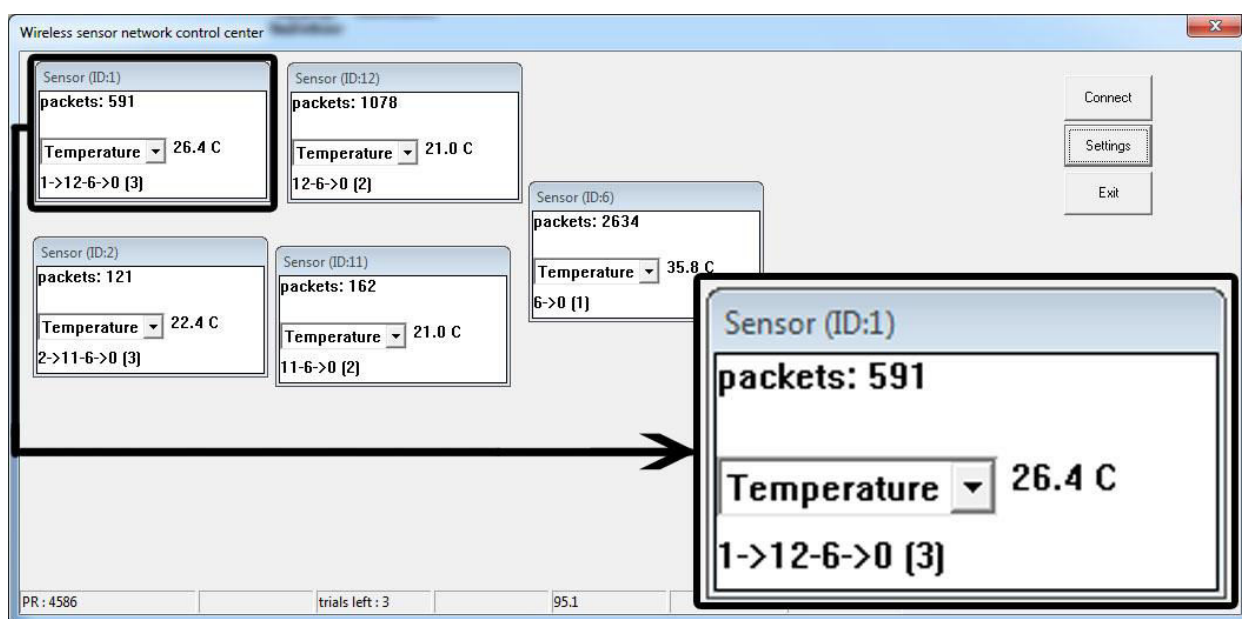 Wireless sensor network control center
Sensor (ID:1)
packets: 591
Temperature 26.4 C
1->12-6->0 (3)
Sensor (ID:12)
packets: 1078
Temperature 21.0 C
12-6->0 (2)
Sensor (ID:6)
packets: 2634
Temperature 35.8 C
6->0 (1)
Connect
Settings
Exit
Sensor (ID:2)
packets: 121
Temperature 22.4 C
2->11-6->0 (3)
Sensor (ID:11)
packets: 162
Temperature 21.0 C
11-6->0 (2)
Sensor (ID:1)
packets: 591
Temperature 26.4 C
1->12-6->0 (3)
PR : 4586
trials left : 3
95.1